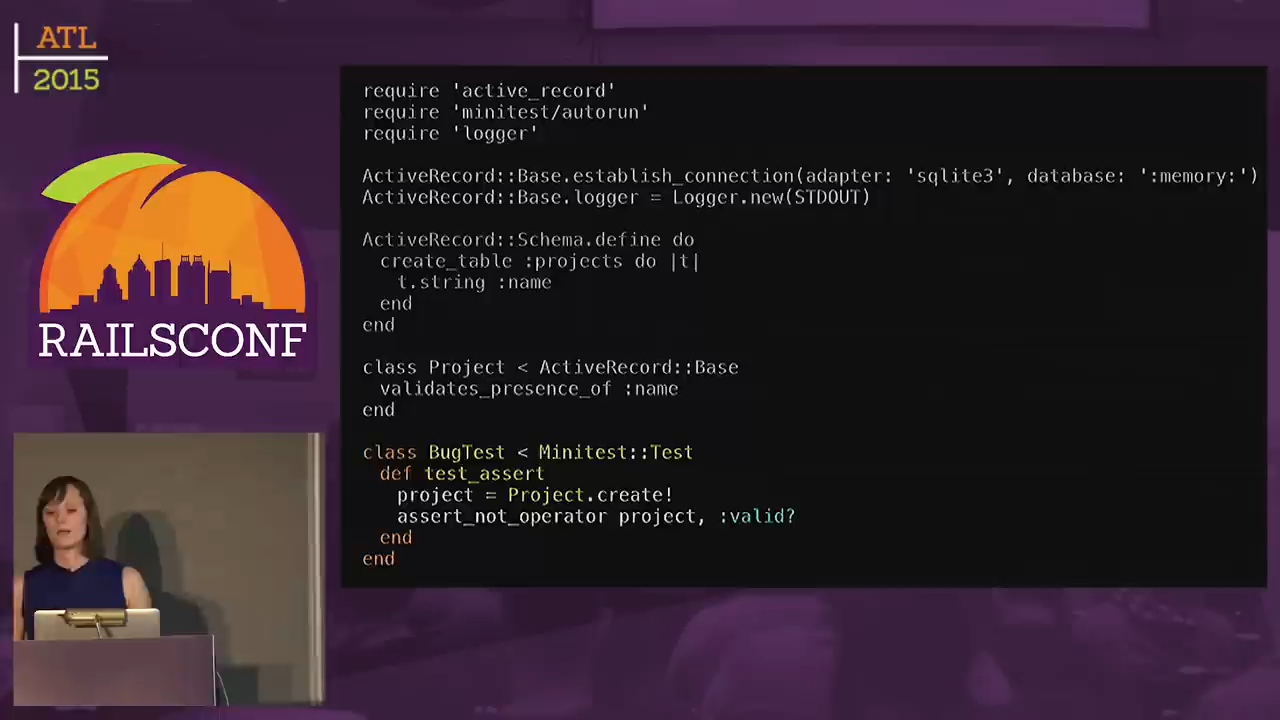 ATL
2015
RAILSCONF
require 'active_record'
require 'minitest/autorun'
require 'logger'
ActiveRecord::Base.establish_connection(adapter: 'sqlite3', database: ':memory:')
ActiveRecord::Base.logger = Logger.new(STDOUT)
ActiveRecord::Schema.define do
  create_table :projects do |t|
    t.string :name
  end
end
class Project < ActiveRecord::Base
  validates_presence_of :name
end
class BugTest < Minitest::Test
  def test_assert
    project = Project.create!
    assert_not_operator project, :valid?
  end
end